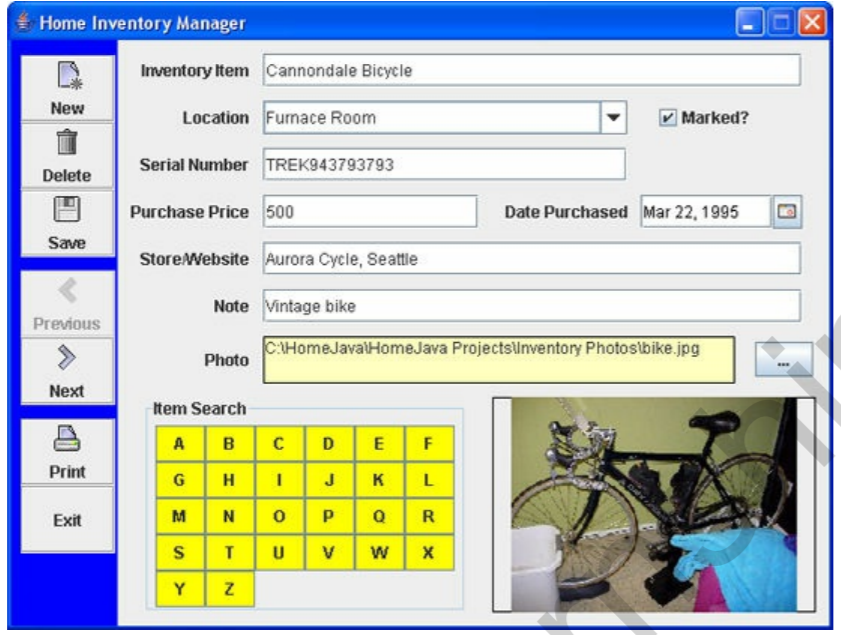 Home Inventory Manager
New
Delete
Save
Previous
Next
Print
Exit
Inventory Item Cannondale Bicycle
Location Furnace Room Marked?
Serial Number TREK943793793
Purchase Price 500 Date Purchased Mar 22, 1995
Store/Website Aurora Cycle, Seattle
Note Vintage bike
Photo C:\HomeJava\HomeJava Projects\Inventory Photos\bike.jpg ...
Item Search
A B C D E F
G H I J K L
M N O P Q R
S T U V W X
Y Z